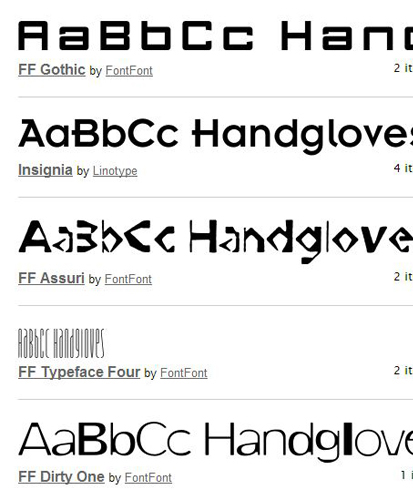 AaBbCc Hand
FF Gothic by FontFont 2 it
AaBbCc Handgloves
Insignia by Linotype 4 it
AaBbCc Handglove
FF Assuri by FontFont 2 it
AaBbCc Handgloves
FF Typeface Four by FontFont 2 it
AaBbCc Handglove
FF Dirty One by FontFont 1 i